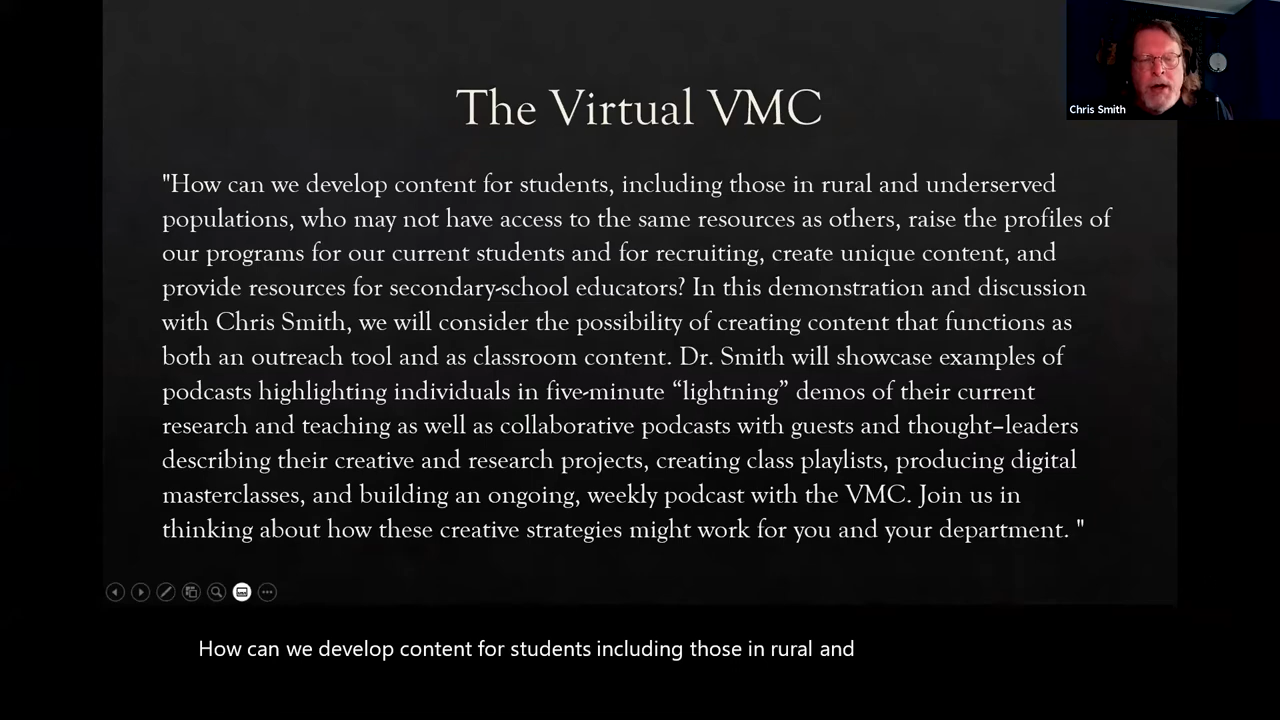 The Virtual VMC
Chris Smith
"How can we develop content for students, including those in rural and underserved
populations, who may not have access to the same resources as others, raise the profiles of
our programs for our current students and for recruiting, create unique content, and
provide resources for secondary-school educators? In this demonstration and discussion
with Chris Smith, we will consider the possibility of creating content that functions as
both an outreach tool and as classroom content. Dr. Smith will showcase examples of
podcasts highlighting individuals in five-minute “lightning” demos of their current
research and teaching as well as collaborative podcasts with guests and thought–leaders
describing their creative and research projects, creating class playlists, producing digital
masterclasses, and building an ongoing, weekly podcast with the VMC. Join us in
thinking about how these creative strategies might work for you and your department. "
How can we develop content for students including those in rural and